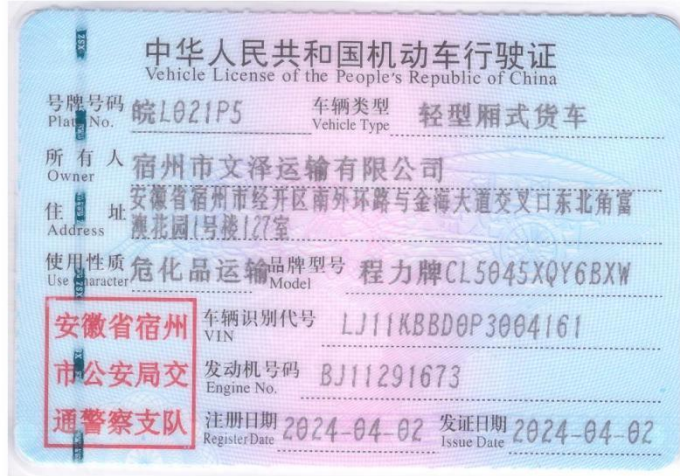 中华人民共和国机动车行驶证
Vehicle License of the People's Republic of China
号牌号码 皖L021P5 车辆类型 轻型厢式货车
Plate No. Vehicle Type
所有人 宿州市文泽运输有限公司
Owner
住址 安徽省宿州市经开区南外环路与金海大道交叉口东北角富
Address 澳花园1号楼127室
使用性质 危化品运输 品牌型号 程力牌CL5045XQY6BXW
Use Character Model
安徽省宿州 车辆识别代号 LJ11KBBD0P3004161
VIN
市公安局交 发动机号码 BJ11291673
Engine No.
通警察支队 注册日期 2024-04-02 发证日期 2024-04-02
Register Date Issue Date